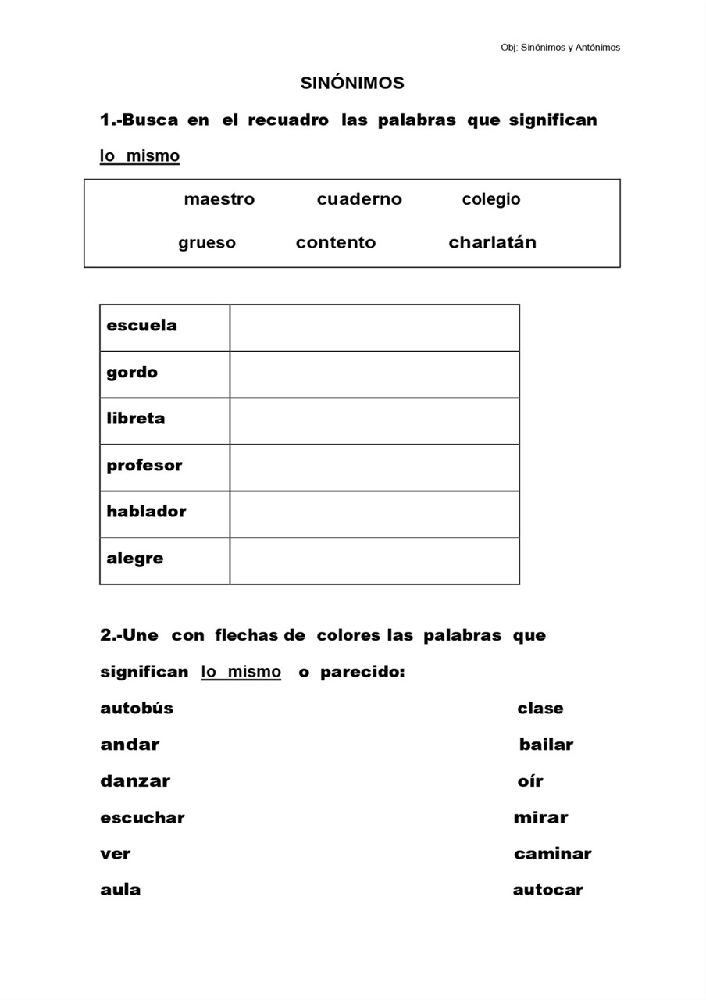 Obj: Sinónimos y Antónimos
SINÓNIMOS
1.-Busca en el recuadro las palabras que significan
lo mismo
maestro cuaderno colegio
grueso contento charlatán
escuela
gordo
libreta
profesor
hablador
alegre
2.-Une con flechas de colores las palabras que
significan lo mismo o parecido:
autobús clase
andar bailar
danzar oír
escuchar mirar
ver caminar
aula autocar